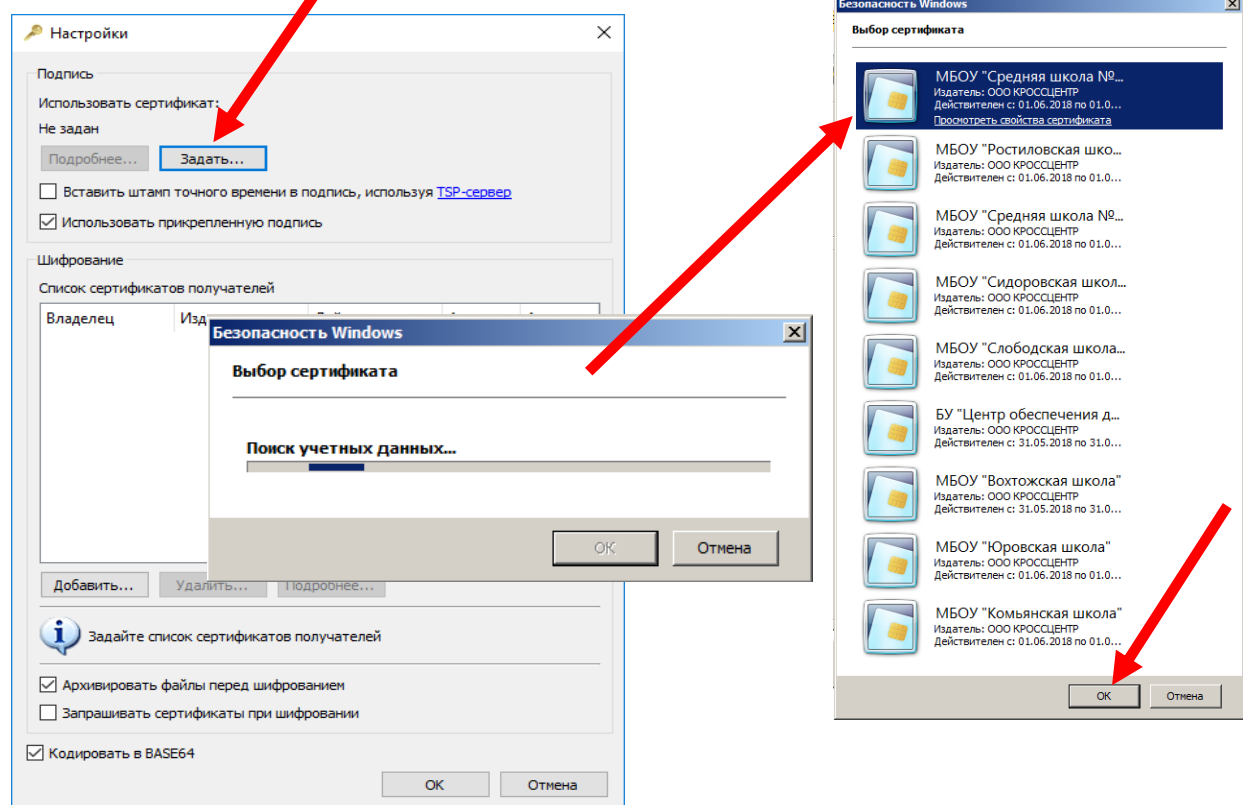 Настройки
Подпись
Использовать сертификат:
Не задан
Подробнее... Задать...
Вставить штамп точного времени в подпись, используя TSP-сервер
Использовать прикрепленную подпись
Шифрование
Список сертификатов получателей
Владелец Изд
Безопасность Windows
Выбор сертификата
Поиск учетных данных...
ОК Отмена
Добавить... Удалить... Подробнее...
Задайте список сертификатов получателей
Архивировать файлы перед шифрованием
Запрашивать сертификаты при шифровании
Кодировать в BASE64
ОК Отмена
Безопасность Windows
Выбор сертификата
МБОУ "Средняя школа №...
Издатель: ООО КРОССЦЕНТР
Действителен с: 01.06.2018 по 01.0...
Просмотреть свойства сертификата
МБОУ "Ростиловская шко...
Издатель: ООО КРОССЦЕНТР
Действителен с: 01.06.2018 по 01.0...
МБОУ "Средняя школа №...
Издатель: ООО КРОССЦЕНТР
Действителен с: 01.06.2018 по 01.0...
МБОУ "Сидоровская школ...
Издатель: ООО КРОССЦЕНТР
Действителен с: 01.06.2018 по 01.0...
МБОУ "Слободская школа...
Издатель: ООО КРОССЦЕНТР
Действителен с: 01.06.2018 по 01.0...
БУ "Центр обеспечения д...
Издатель: ООО КРОССЦЕНТР
Действителен с: 31.05.2018 по 31.0...
МБОУ "Вохтожская школа"
Издатель: ООО КРОССЦЕНТР
Действителен с: 31.05.2018 по 31.0...
МБОУ "Юровская школа"
Издатель: ООО КРОССЦЕНТР
Действителен с: 01.06.2018 по 01.0...
МБОУ "Комьянская школа"
Издатель: ООО КРОССЦЕНТР
Действителен с: 01.06.2018 по 01.0...
ОК Отмена